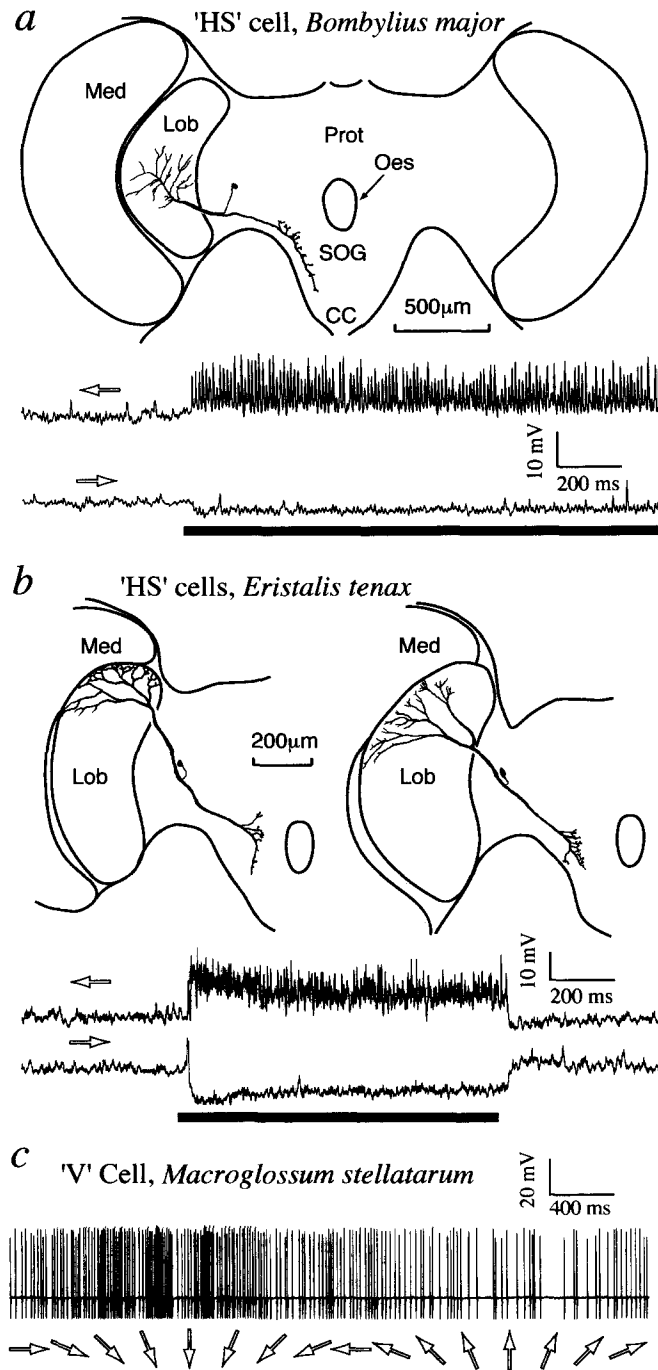 a 'HS' cell, Bombylius major
Med
Lob
Prot
Oes
SOG
CC
500μm
10 mV
200 ms
b 'HS' cells, Eristalis tenax
Med
Med
200μm
Lob
Lob
10 mV
200 ms
c 'V' Cell, Macroglossum stellatarum
20 mV
400 ms